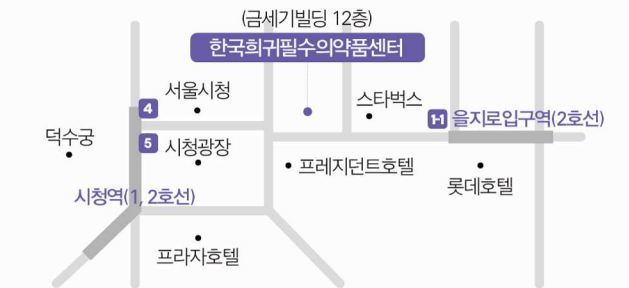 (금세기빌딩 12층)
한국희귀필수의약품센터
4
서울시청
스타벅스
1-1 을지로입구역(2호선)
덕수궁
5
시청광장
프레지던트호텔
롯데호텔
시청역(1, 2호선)
프라자호텔